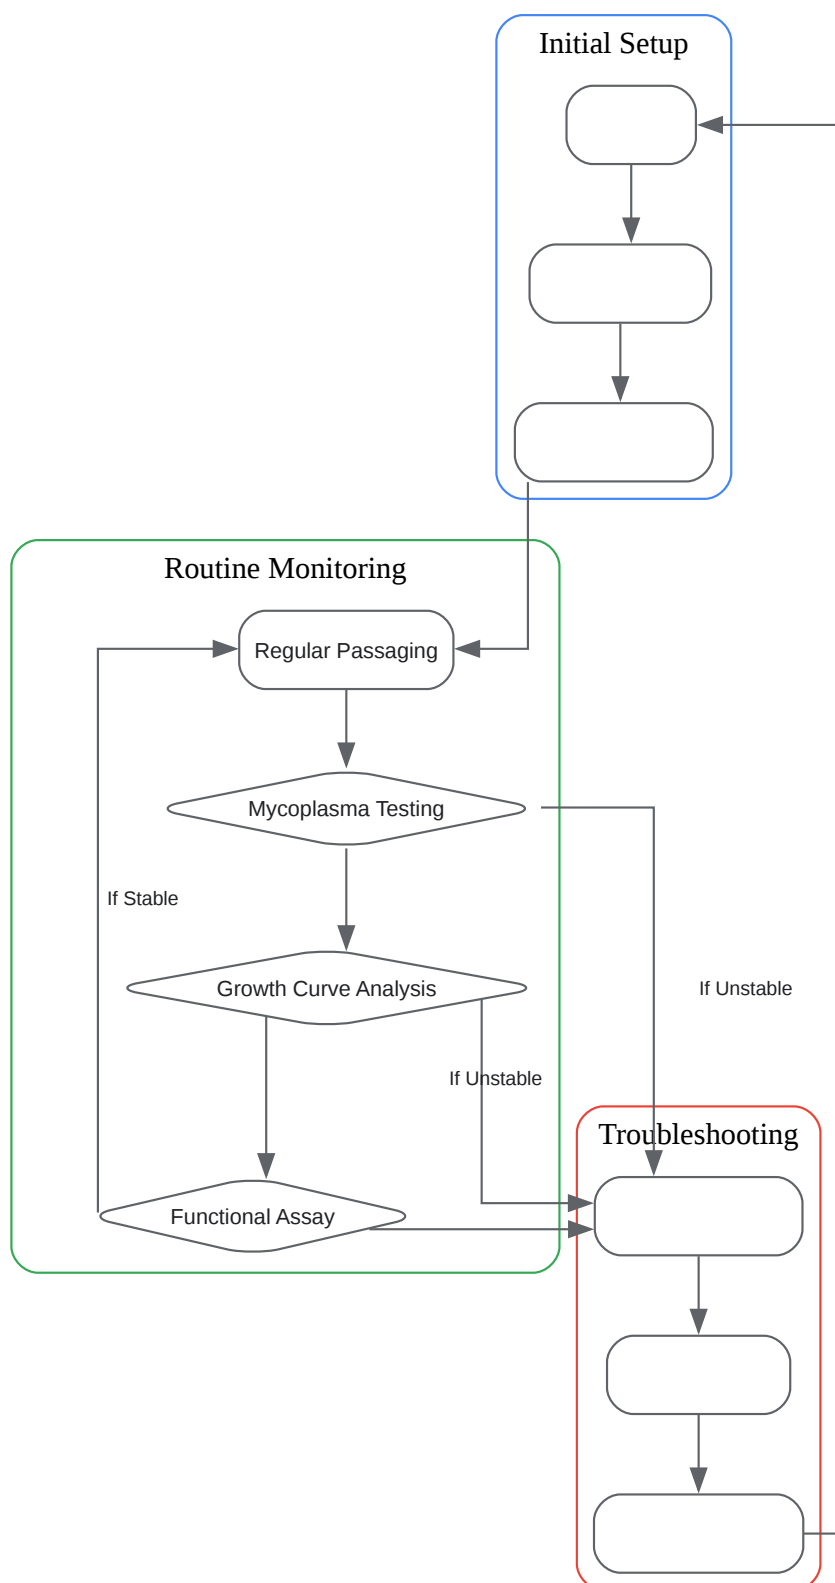 Initial Setup
Routine Monitoring
Regular Passaging
Mycoplasma Testing
If Stable
Growth Curve Analysis
If Unstable
If Unstable
Troubleshooting
Functional Assay